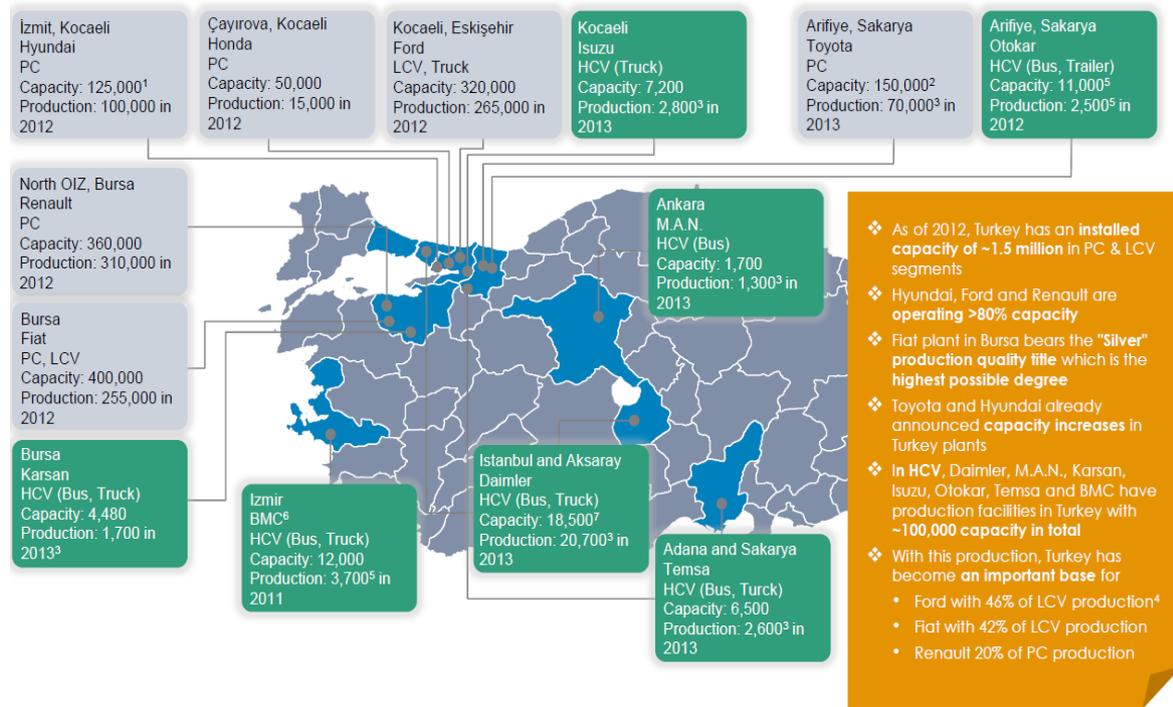 İzmit, Kocaeli
Hyundai
PC
Capacity: 125,000¹
Production: 100,000 in
2012
Çayırova, Kocaeli
Honda
PC
Capacity: 50,000
Production: 15,000 in
2012
Kocaeli, Eskişehir
Ford
LCV, Truck
Capacity: 320,000
Production: 265,000 in
2012
Kocaeli
Isuzu
HCV (Truck)
Capacity: 7,200
Production: 2,800³ in
2013
Arifiye, Sakarya
Toyota
PC
Capacity: 150,000²
Production: 70,000³ in
2013
Arifiye, Sakarya
Otokar
HCV (Bus, Trailer)
Capacity: 11,000⁵
Production: 2,500⁵ in
2012
North OIZ, Bursa
Renault
PC
Capacity: 360,000
Production: 310,000 in
2012
Bursa
Fiat
PC, LCV
Capacity: 400,000
Production: 255,000 in
2012
Bursa
Karsan
HCV (Bus, Truck)
Capacity: 4,480
Production: 1,700 in
2013³
Izmir
BMC⁶
HCV (Bus, Truck)
Capacity: 12,000
Production: 3,700⁵ in
2011
Istanbul and Aksaray
Daimler
HCV (Bus, Truck)
Capacity: 18,500⁷
Production: 20,700³ in
2013
Ankara
M.A.N.
HCV (Bus)
Capacity: 1,700
Production: 1,300³ in
2013
Adana and Sakarya
Temsa
HCV (Bus, Turck)
Capacity: 6,500
Production: 2,600³ in
2013
❖ As of 2012, Turkey has an installed
capacity of ~1.5 million in PC & LCV
segments
❖ Hyundai, Ford and Renault are
operating >80% capacity
❖ Fiat plant in Bursa bears the "Silver"
production quality title which is the
highest possible degree
❖ Toyota and Hyundai already
announced capacity increases in
Turkey plants
❖ In HCV, Daimler, M.A.N., Karsan,
Isuzu, Otokar, Temsa and BMC have
production facilities in Turkey with
~100,000 capacity in total
❖ With this production, Turkey has
become an important base for
• Ford with 46% of LCV production⁴
• Fiat with 42% of LCV production
• Renault 20% of PC production